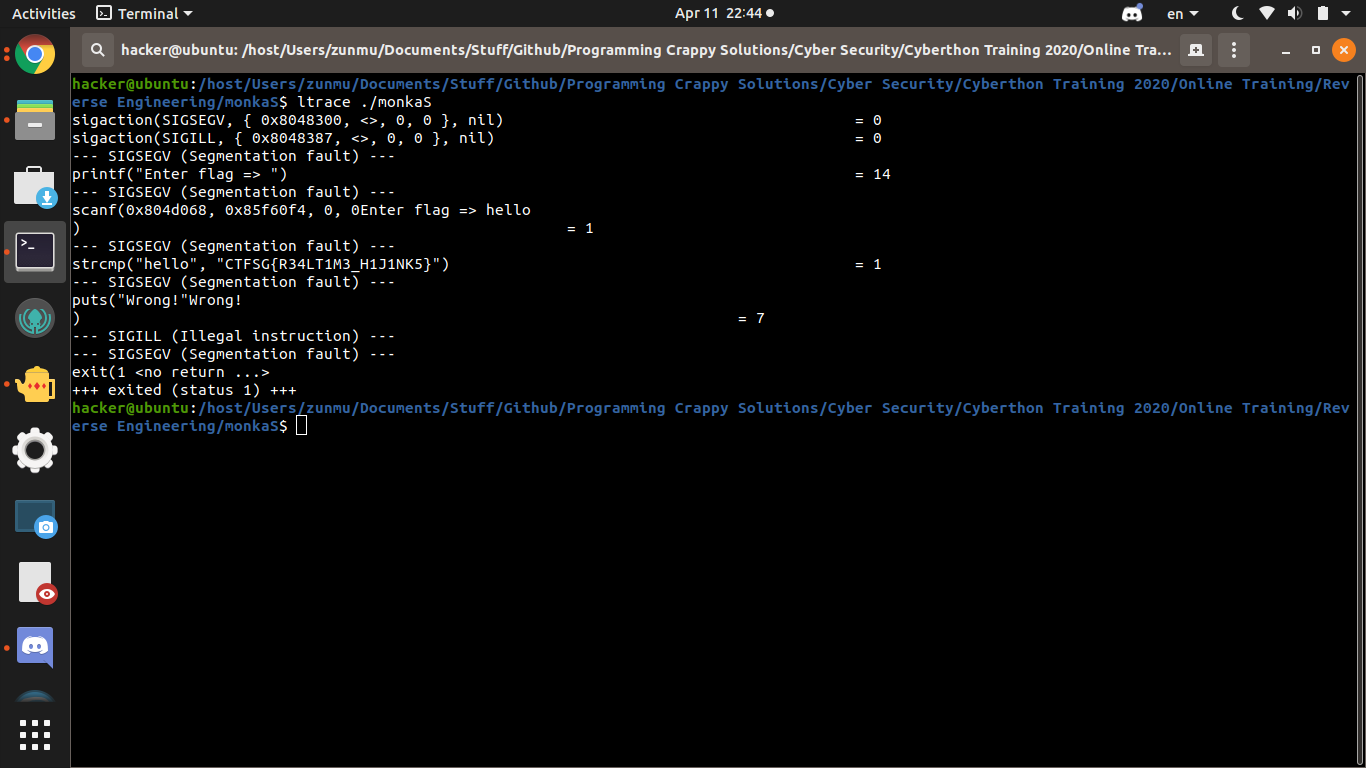 Activities Terminal Apr 11 22:44 en
hacker@ubuntu: /host/Users/zunmu/Documents/Stuff/Github/Programming Crappy Solutions/Cyber Security/Cyberthon Training 2020/Online Tra...
hacker@ubuntu:/host/Users/zunmu/Documents/Stuff/Github/Programming Crappy Solutions/Cyber Security/Cyberthon Training 2020/Online Training/Rev
erse Engineering/monkaS$ ltrace ./monkaS
sigaction(SIGSEGV, { 0x8048300, <>, 0, 0 }, nil) = 0
sigaction(SIGILL, { 0x8048387, <>, 0, 0 }, nil) = 0
--- SIGSEGV (Segmentation fault) ---
printf("Enter flag => ") = 14
--- SIGSEGV (Segmentation fault) ---
scanf(0x804d068, 0x85f60f4, 0, 0Enter flag => hello
) = 1
--- SIGSEGV (Segmentation fault) ---
strcmp("hello", "CTFSG{R34LT1M3_H1J1NK5}") = 1
--- SIGSEGV (Segmentation fault) ---
puts("Wrong!"Wrong!
) = 7
--- SIGILL (Illegal instruction) ---
--- SIGSEGV (Segmentation fault) ---
exit(1 <no return ...>
+++ exited (status 1) +++
hacker@ubuntu:/host/Users/zunmu/Documents/Stuff/Github/Programming Crappy Solutions/Cyber Security/Cyberthon Training 2020/Online Training/Rev
erse Engineering/monkaS$